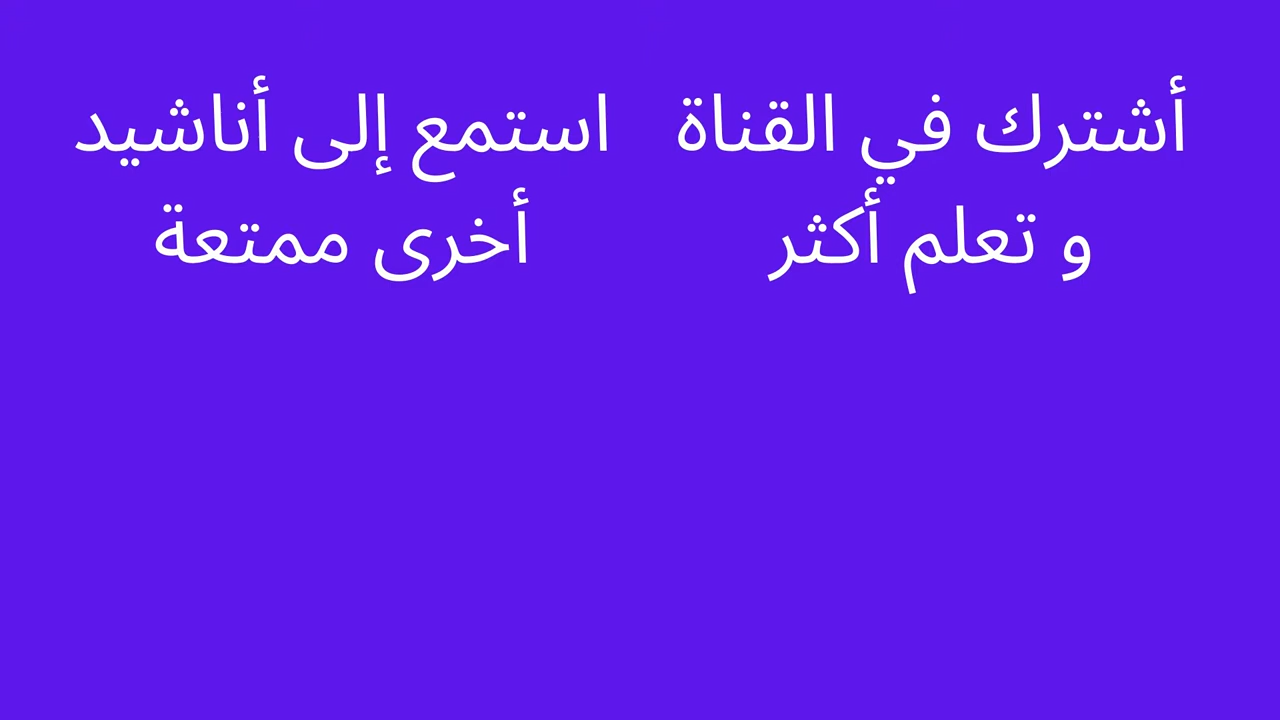 أشترك في القناة
و تعلم أكثر
استمع إلى أناشيد
أخرى ممتعة